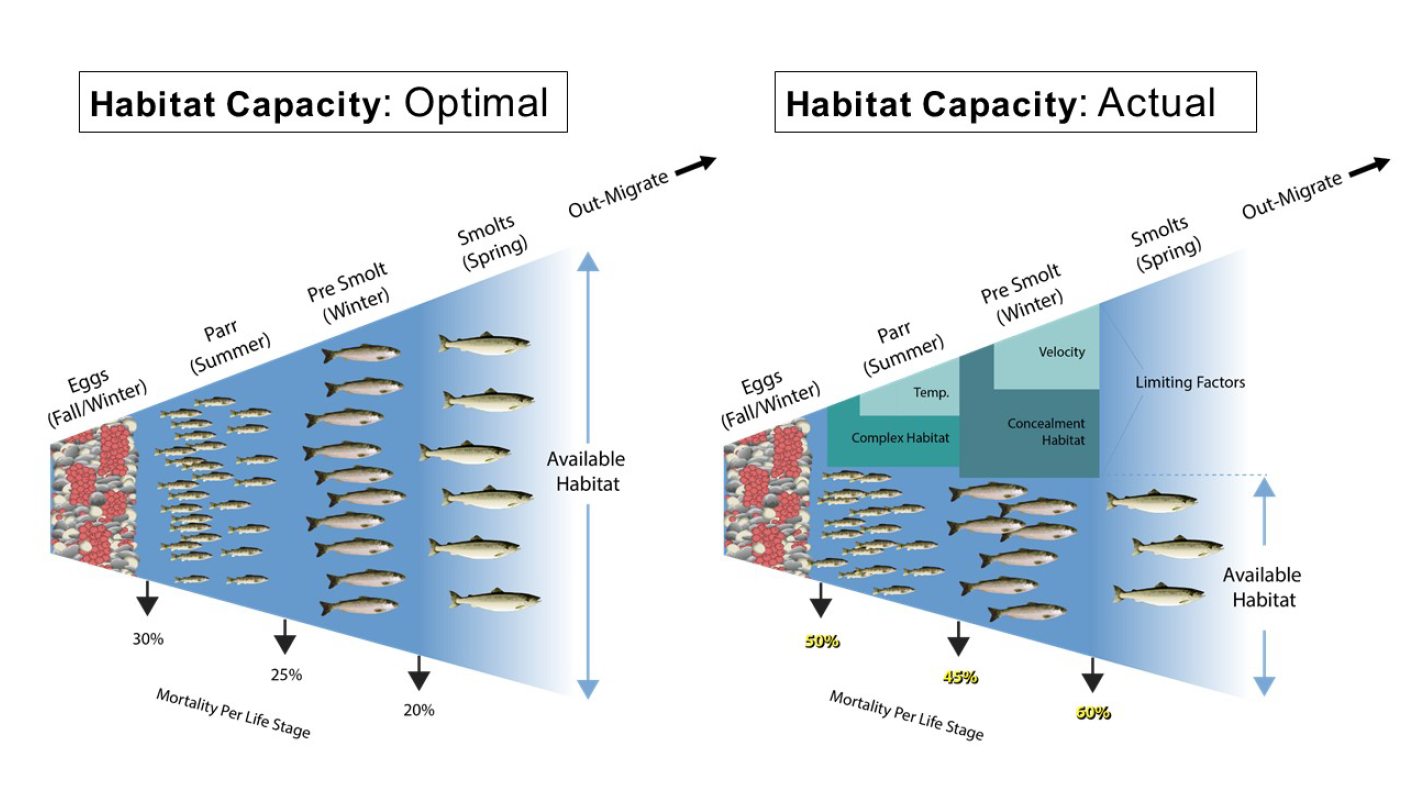 Habitat Capacity: Optimal
Out-Migrate
Smolts
(Spring)
Pre Smolt
(Winter)
Parr
(Summer)
Eggs
(Fall/Winter)
Available
Habitat
30%
25%
20%
Mortality Per Life Stage
Habitat Capacity: Actual
Out-Migrate
Smolts
(Spring)
Pre Smolt
(Winter)
Parr
(Summer)
Eggs
(Fall/Winter)
Velocity
Temp.
Limiting Factors
Concealment
Habitat
Complex Habitat
Available
Habitat
50%
45%
60%
Mortality Per Life Stage